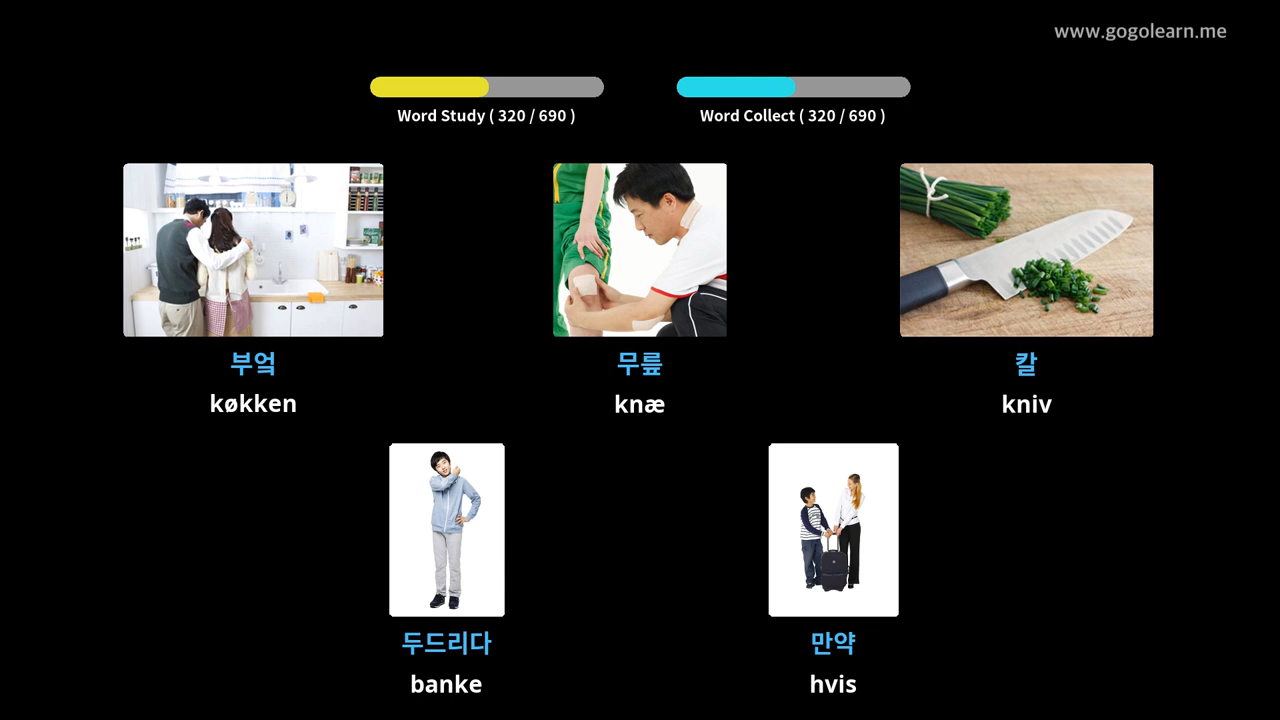 www.gogolearn.me
Word Study ( 320 / 690 )
Word Collect ( 320 / 690 )
부엌
køkken
무릎
knæ
칼
kniv
두드리다
banke
만약
hvis